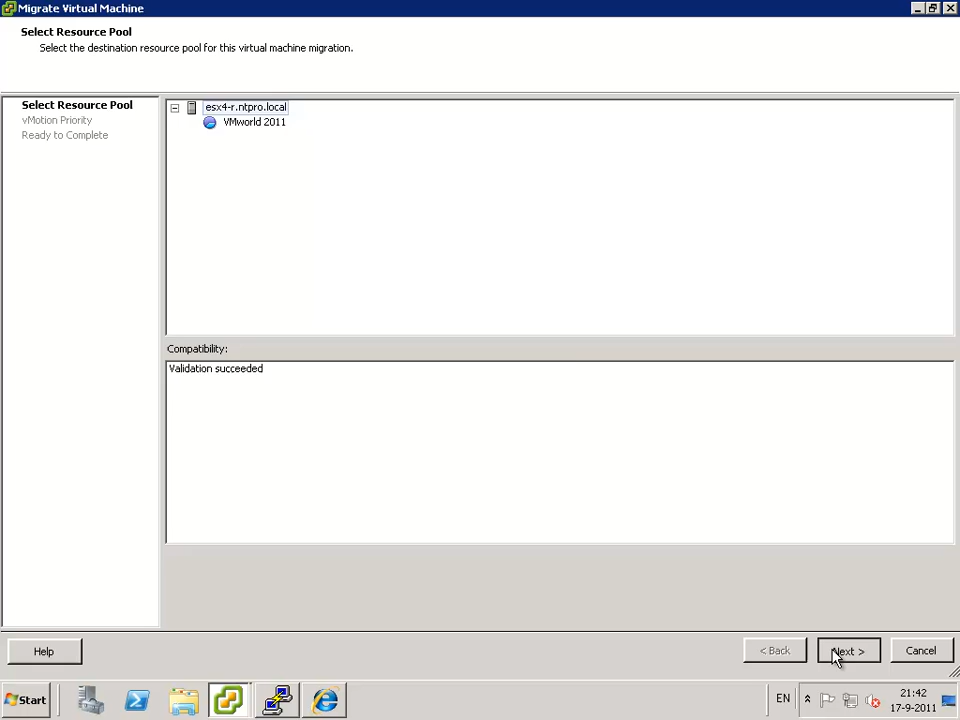 Migrate Virtual Machine
Select Resource Pool
Select the destination resource pool for this virtual machine migration.
Select Resource Pool
vMotion Priority
Ready to Complete
esx4-r.ntpro.local
VMworld 2011
Compatibility:
Validation succeeded
Help
< Back
Next >
Cancel
Start
EN
21:42
17-9-2011